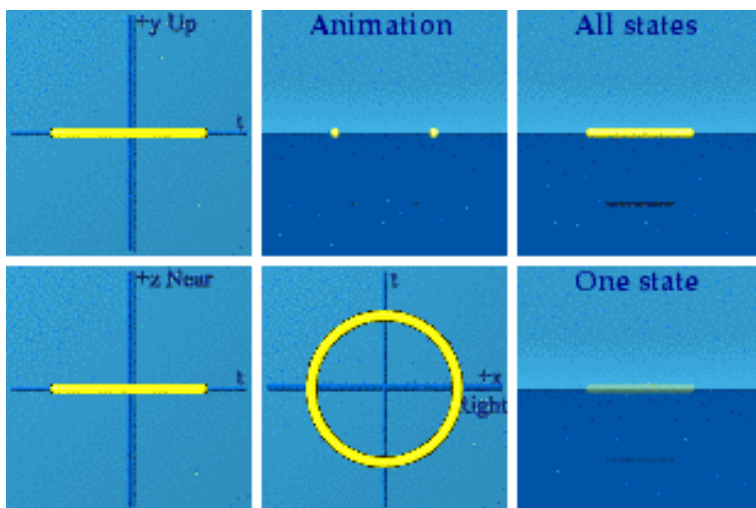 +y Up
Animation
All states
t
+z Near
t
One state
t
+x
Right